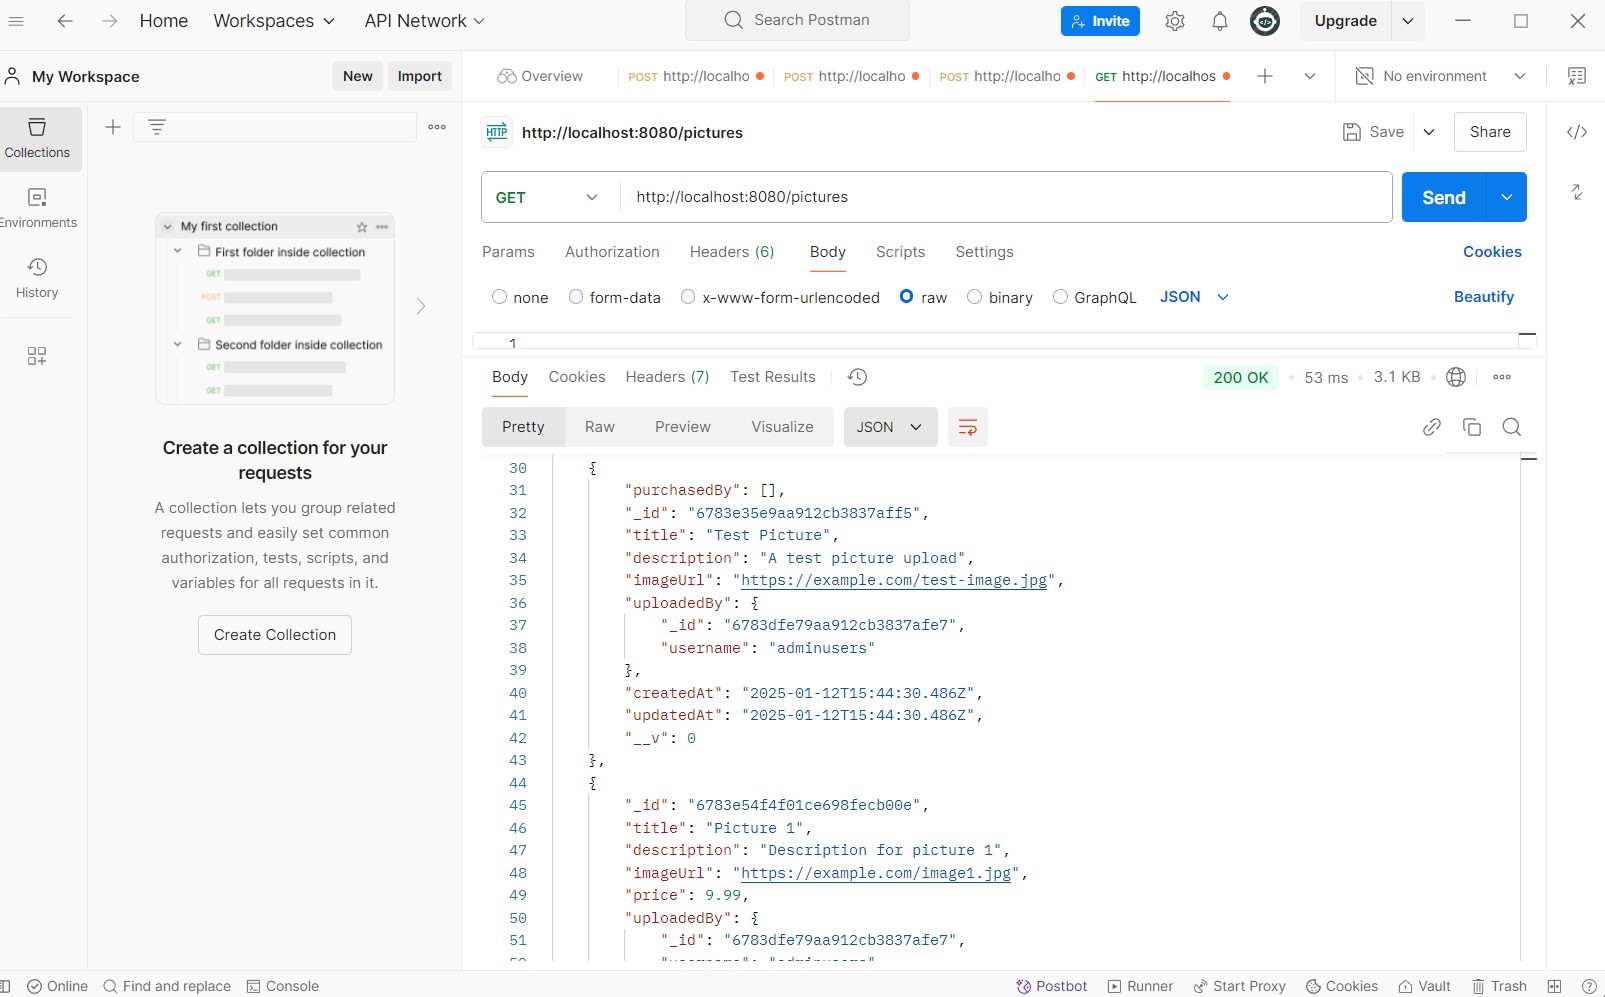 Home Workspaces API Network Search Postman Invite Upgrade
My Workspace New Import Overview POST http://localho POST http://localho POST http://localho GET http://localhos No environment
Collections
Environments
History
My first collection
First folder inside collection
GET
POST
GET
Second folder inside collection
GET
GET
Create a collection for your
requests
A collection lets you group related
requests and easily set common
authorization, tests, scripts, and
variables for all requests in it.
Create Collection
HTTP http://localhost:8080/pictures Save Share
GET http://localhost:8080/pictures Send
Params Authorization Headers (6) Body Scripts Settings Cookies
none form-data x-www-form-urlencoded raw binary GraphQL JSON Beautify
1
Body Cookies Headers (7) Test Results 200 OK 53 ms 3.1 KB
Pretty Raw Preview Visualize JSON
30 {
31 "purchasedBy": [],
32 "_id": "6783e35e9aa912cb3837aff5",
33 "title": "Test Picture",
34 "description": "A test picture upload",
35 "imageUrl": "https://example.com/test-image.jpg",
36 "uploadedBy": {
37 "_id": "6783dfe79aa912cb3837afe7",
38 "username": "adminusers"
39 },
40 "createdAt": "2025-01-12T15:44:30.486Z",
41 "updatedAt": "2025-01-12T15:44:30.486Z",
42 "__v": 0
43 },
44 {
45 "_id": "6783e54f4f01ce698fecb00e",
46 "title": "Picture 1",
47 "description": "Description for picture 1",
48 "imageUrl": "https://example.com/image1.jpg",
49 "price": 9.99,
50 "uploadedBy": {
51 "_id": "6783dfe79aa912cb3837afe7",
Online Find and replace Console Postbot Runner Start Proxy Cookies Vault Trash